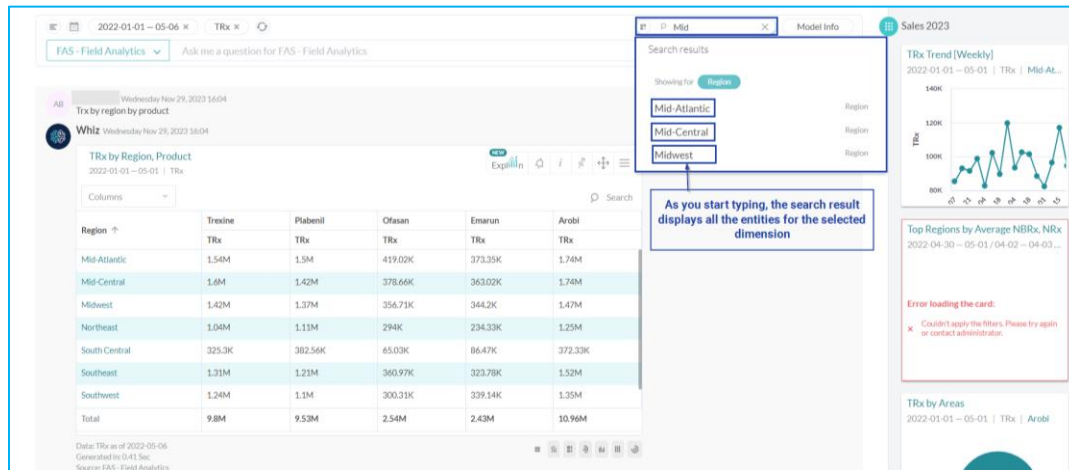 2022-01-01 — 05-06 ×
TRx ×
Mid
Model Info
FAS - Field Analytics
Ask me a question for FAS - Field Analytics
Search results
Showing for Region
Mid-Atlantic Region
Mid-Central Region
Midwest Region
As you start typing, the search result
displays all the entities for the selected
dimension
AB
Wednesday Nov 29, 2023 16:04
Trx by region by product
Whiz Wednesday Nov 29, 2023 16:04
TRx by Region, Product
2022-01-01 — 05-01 | TRx
NEW
Columns
Search
Region ↑ Trexine Plabenil Ofasan Emarun Arobi
TRx TRx TRx TRx TRx
Mid-Atlantic 1.54M 1.5M 419.02K 373.35K 1.74M
Mid-Central 1.6M 1.42M 378.66K 363.02K 1.74M
Midwest 1.42M 1.37M 356.71K 344.2K 1.47M
Northeast 1.04M 1.11M 294K 234.33K 1.25M
South Central 325.3K 382.56K 65.03K 86.47K 372.33K
Southeast 1.31M 1.21M 360.97K 323.78K 1.52M
Southwest 1.24M 1.1M 300.31K 339.14K 1.35M
Total 9.8M 9.53M 2.54M 2.43M 10.96M
Data: TRx as of 2022-05-06
Generated in: 0.41 Sec
Source: FAS - Field Analytics
Sales 2023
TRx Trend [Weekly]
2022-01-01 — 05-01 | TRx | Mid-At...
140K
120K
TRx
100K
80K
07 21 04 18 04 18 01 15
Top Regions by Average NBRx, NRx
2022-04-30 — 05-01 / 04-02 — 04-03 ...
Error loading the card:
× Couldn't apply the filters. Please try again
or contact administrator.
TRx by Areas
2022-01-01 — 05-01 | TRx | Arobi